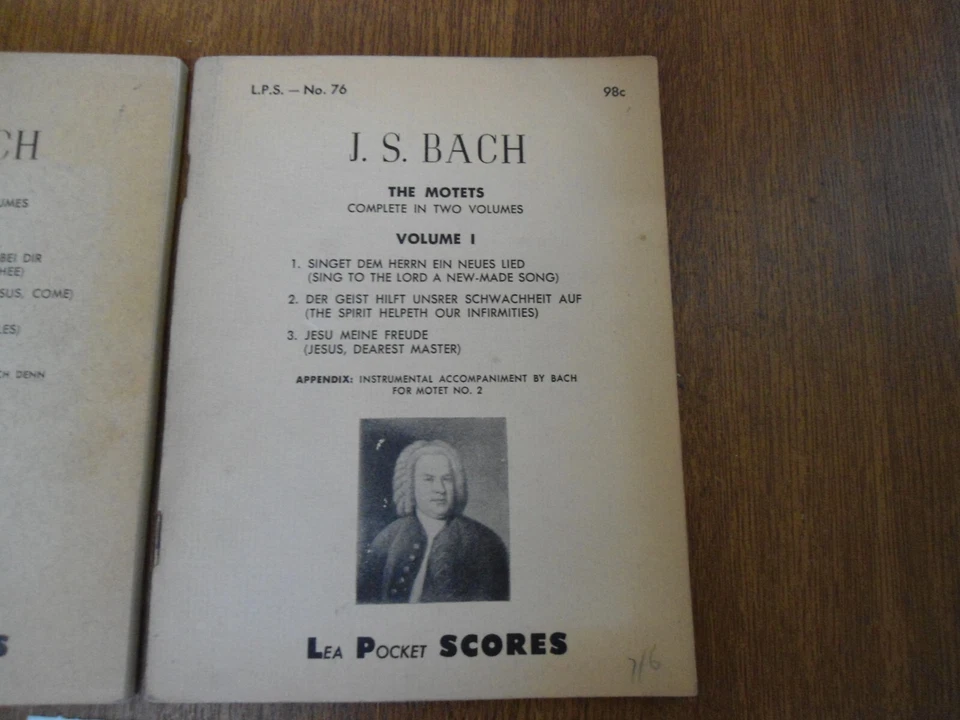 CH
UMES
BEI DIR
HEE)
SUS, COME)
LES)
CH DENN
S
L.P.S. — No. 76
98c
J. S. BACH
THE MOTETS
COMPLETE IN TWO VOLUMES
VOLUME I
1. SINGET DEM HERRN EIN NEUES LIED
(SING TO THE LORD A NEW-MADE SONG)
2. DER GEIST HILFT UNSRER SCHWACHHEIT AUF
(THE SPIRIT HELPETH OUR INFIRMITIES)
3. JESU MEINE FREUDE
(JESUS, DEAREST MASTER)
APPENDIX: INSTRUMENTAL ACCOMPANIMENT BY BACH
FOR MOTET NO. 2
LEA POCKET SCORES
7/6